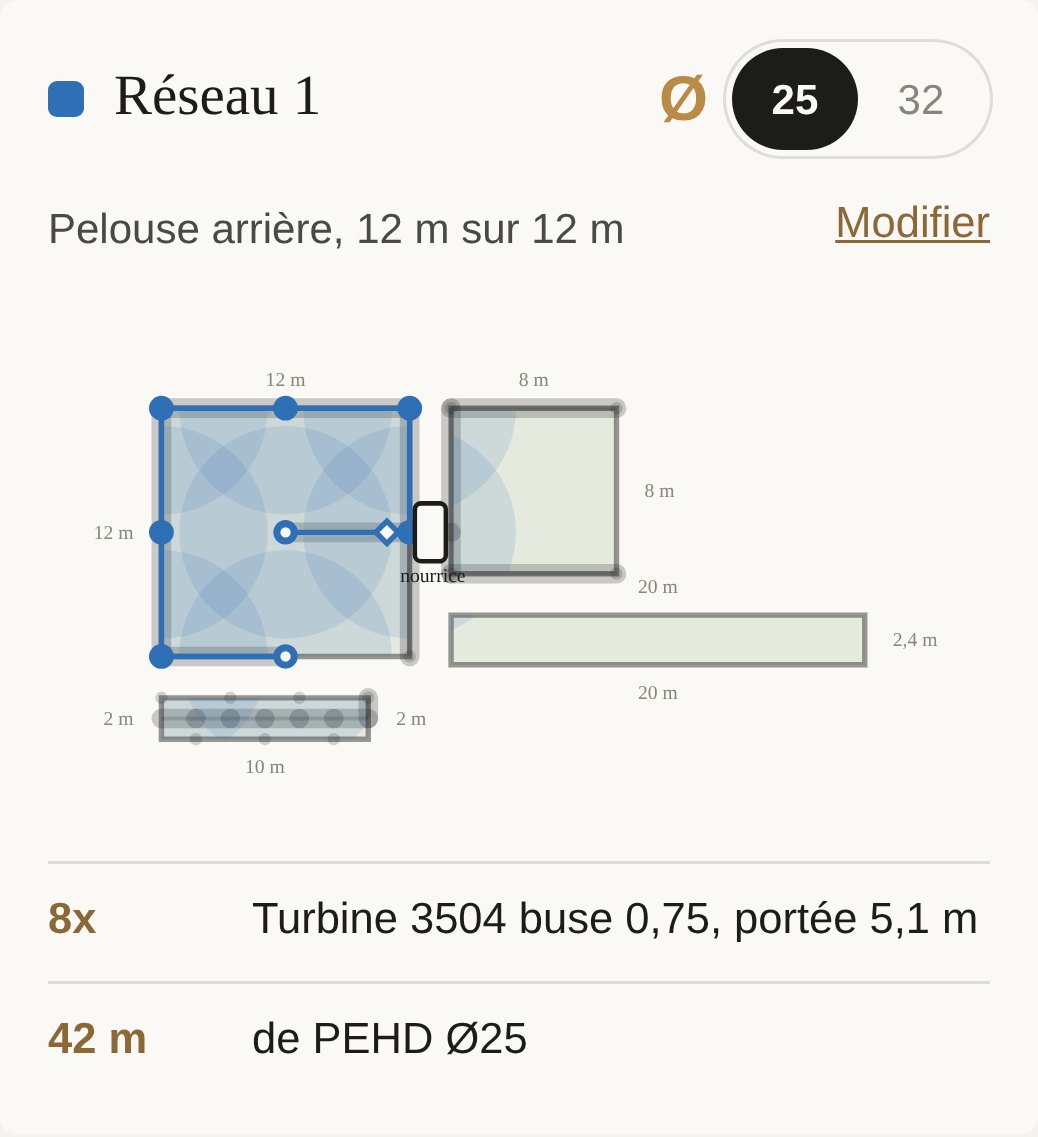 Réseau 1
Ø 25 32
Pelouse arrière, 12 m sur 12 m
Modifier
12 m
8 m
8 m
12 m
nourrice
20 m
2,4 m
20 m
2 m
2 m
10 m
8x Turbine 3504 buse 0,75, portée 5,1 m
42 m de PEHD Ø25